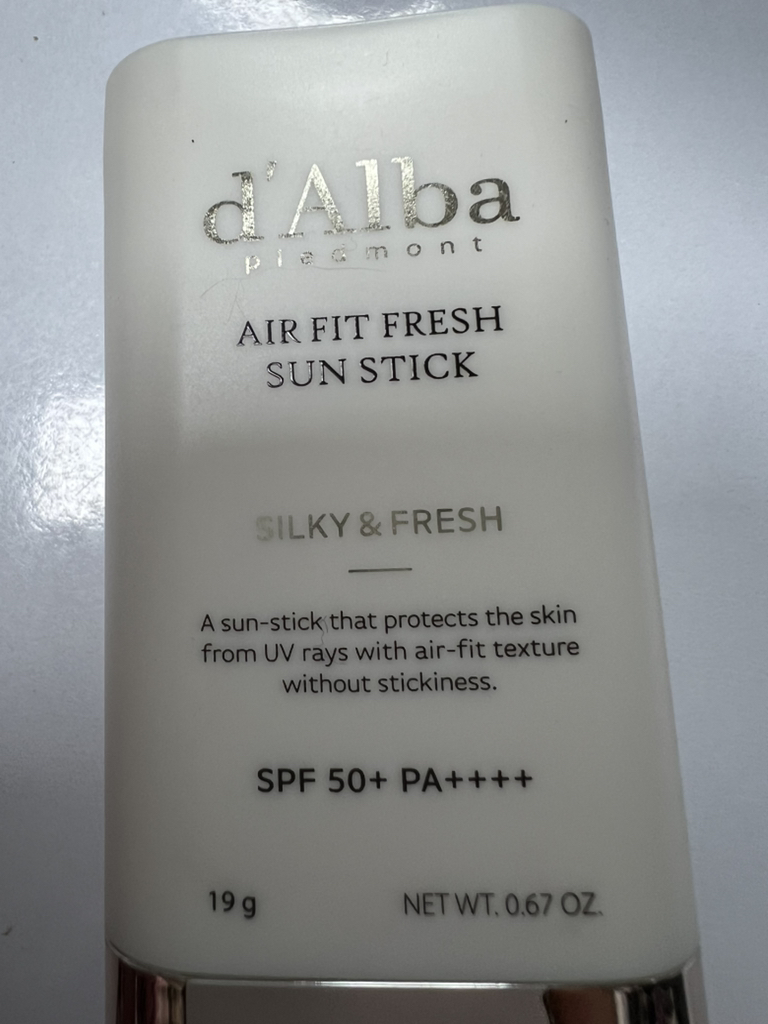 d'Alba
piedmont
AIR FIT FRESH
SUN STICK
SILKY & FRESH
A sun-stick that protects the skin
from UV rays with air-fit texture
without stickiness.
SPF 50+ PA++++
19 g NET WT. 0.67 OZ.